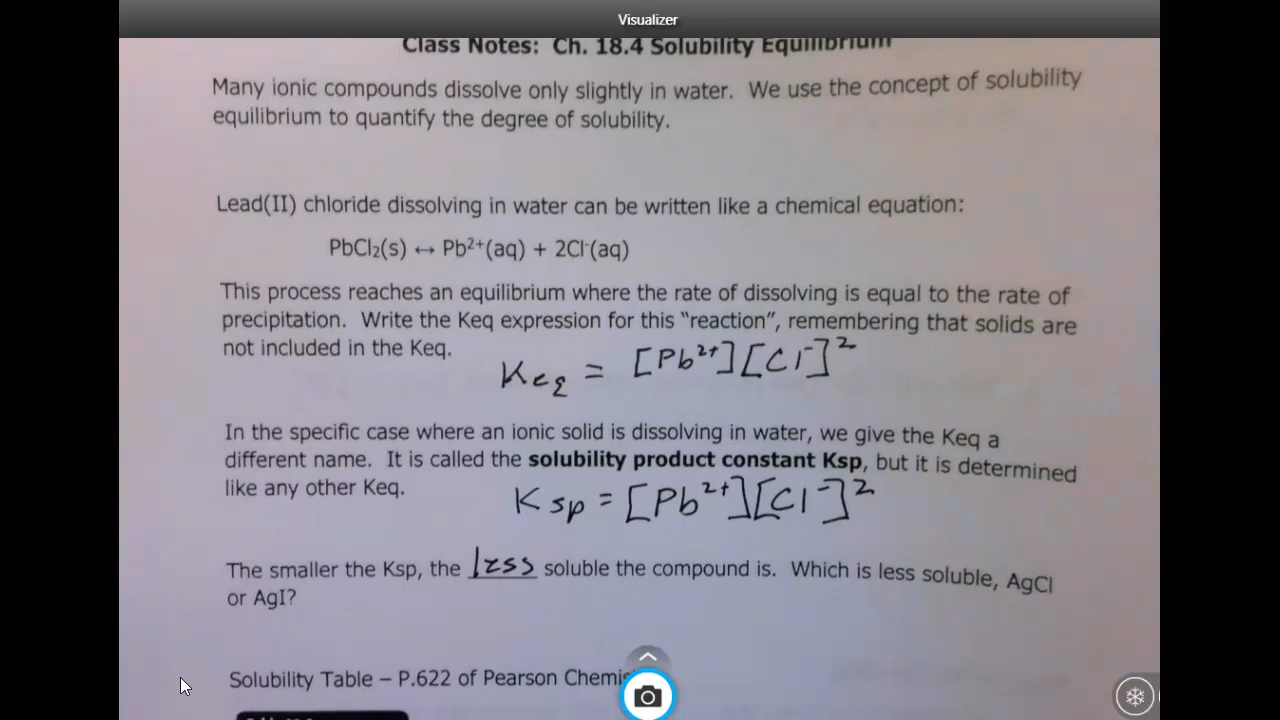 Visualizer
Class Notes: Ch. 18.4 Solubility Equilibrium
Many ionic compounds dissolve only slightly in water. We use the concept of solubility
equilibrium to quantify the degree of solubility.
Lead(II) chloride dissolving in water can be written like a chemical equation:
PbCl₂(s) ↔ Pb²⁺(aq) + 2Cl⁻(aq)
This process reaches an equilibrium where the rate of dissolving is equal to the rate of
precipitation. Write the Keq expression for this “reaction”, remembering that solids are
not included in the Keq.
Keq = [Pb²⁺][Cl⁻]²
In the specific case where an ionic solid is dissolving in water, we give the Keq a
different name. It is called the solubility product constant Ksp, but it is determined
like any other Keq.
Ksp = [Pb²⁺][Cl⁻]²
The smaller the Ksp, the less soluble the compound is. Which is less soluble, AgCl
or AgI?
Solubility Table – P.622 of Pearson